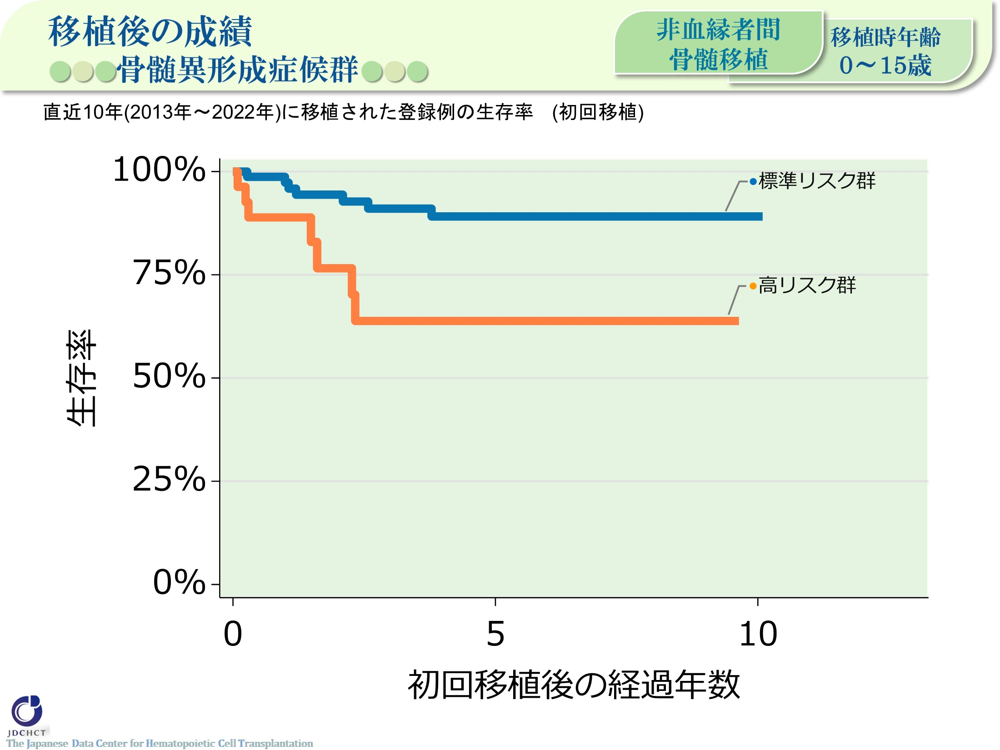 移植後の成績
骨髄異形成症候群
非血縁者間
骨髄移植
移植時年齢
0～15歳
直近10年(2013年～2022年)に移植された登録例の生存率　(初回移植)
100%
75%
50%
25%
0%
生存率
標準リスク群
高リスク群
0
5
10
初回移植後の経過年数
JDCHCT
The Japanese Data Center for Hematopoietic Cell Transplantation